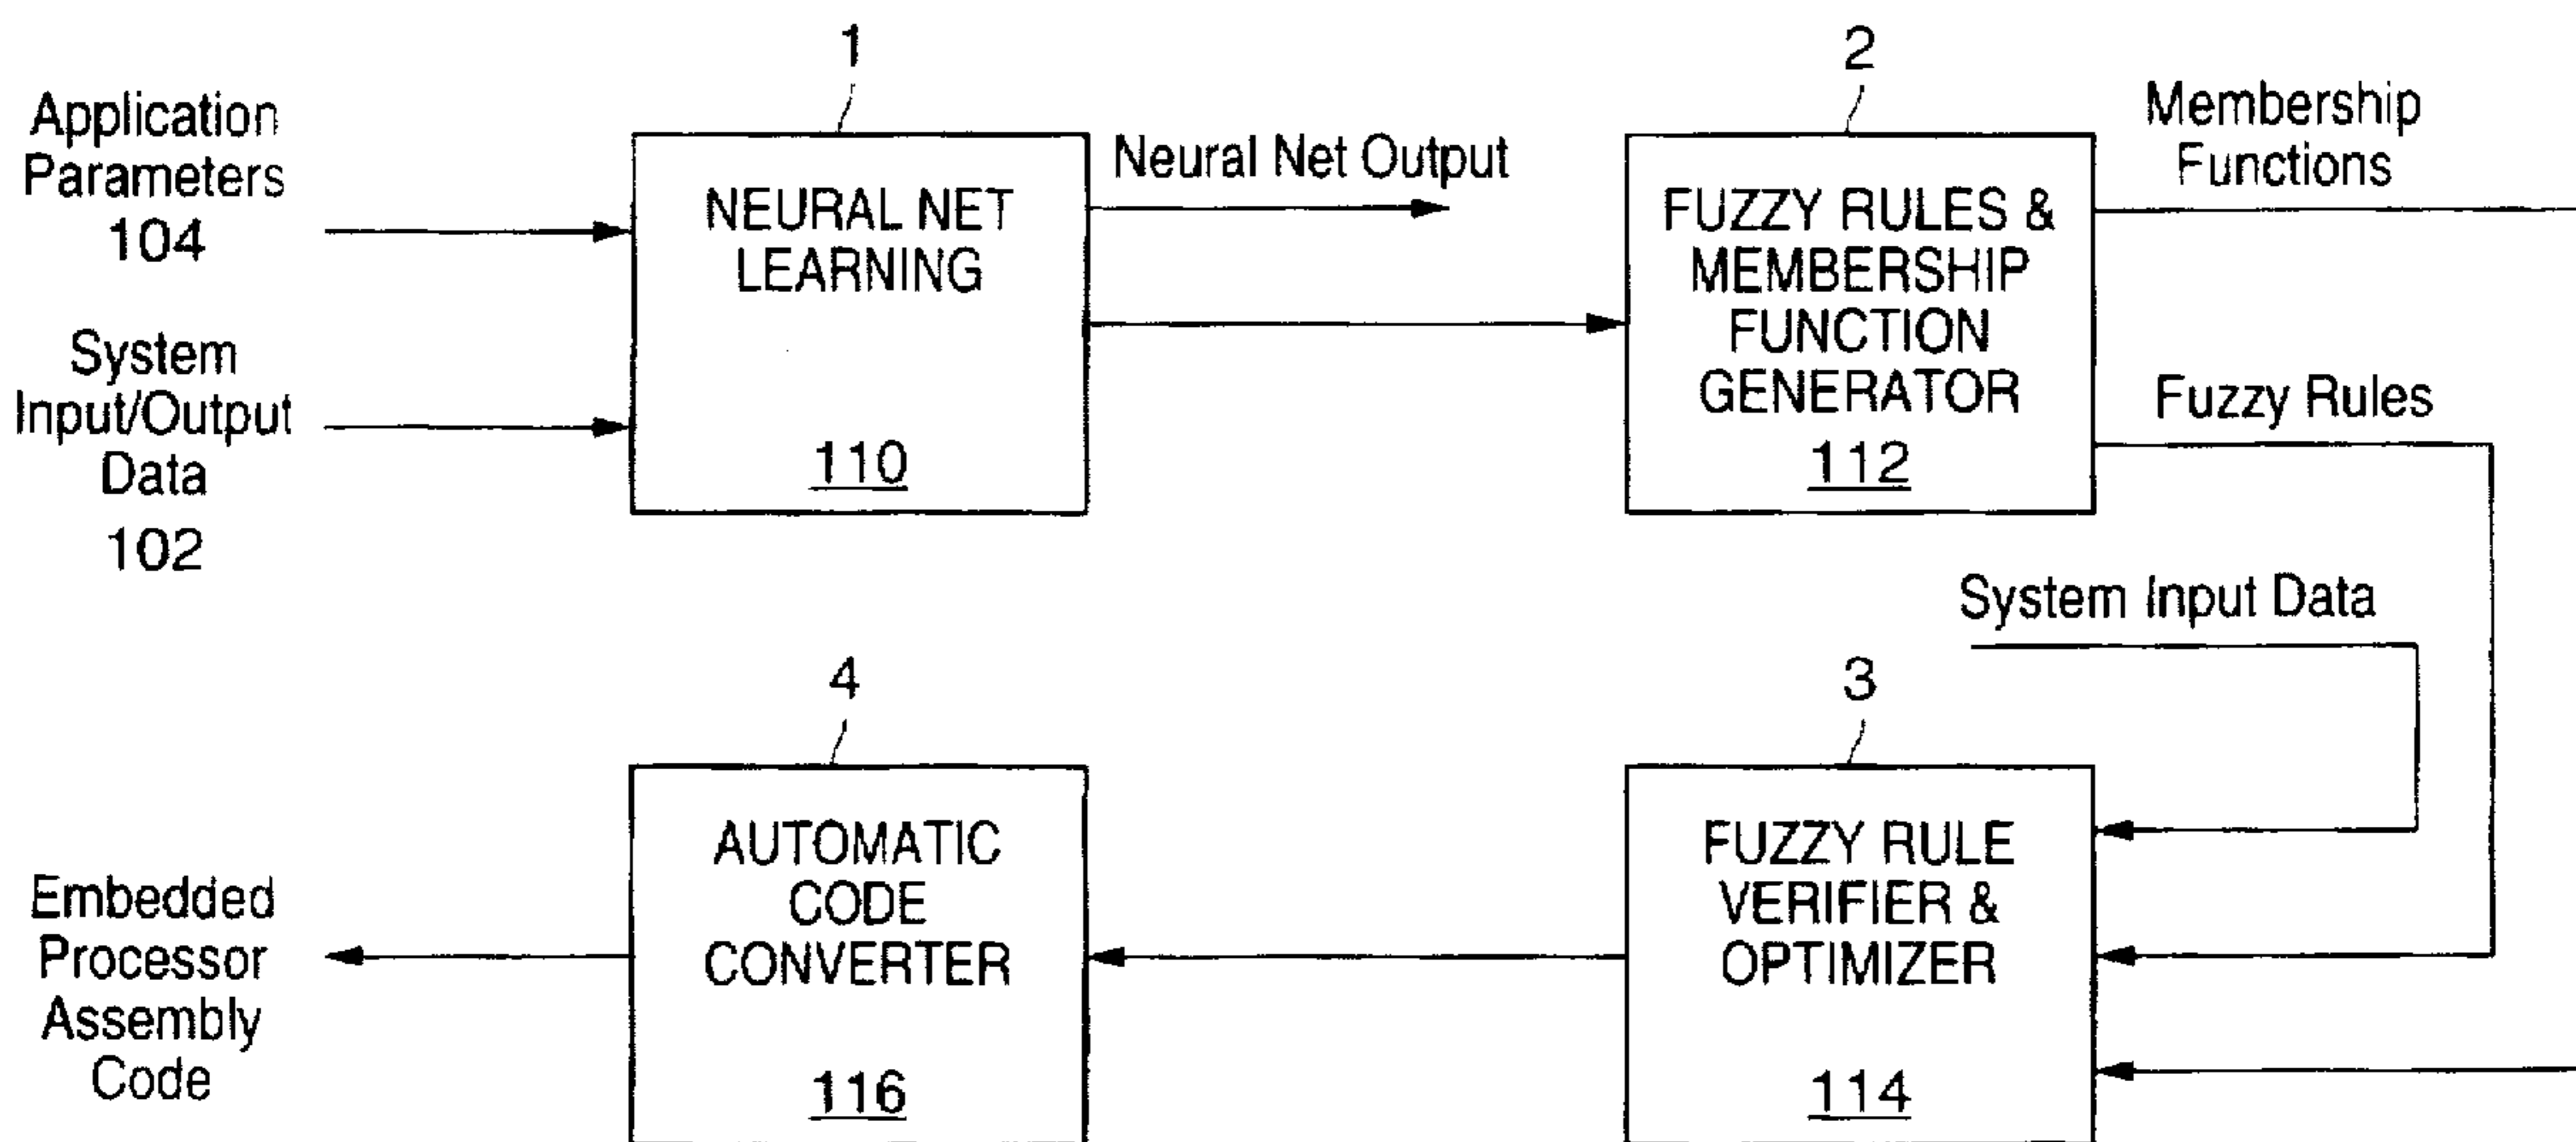 1
Application
Parameters
104
System
Input/Output
Data
102
NEURAL NET
LEARNING
110
Neural Net Output
2
FUZZY RULES &
MEMBERSHIP
FUNCTION
GENERATOR
112
Membership
Functions
Fuzzy Rules
System Input Data
3
FUZZY RULE
VERIFIER &
OPTIMIZER
114
4
AUTOMATIC
CODE
CONVERTER
116
Embedded
Processor
Assembly
Code